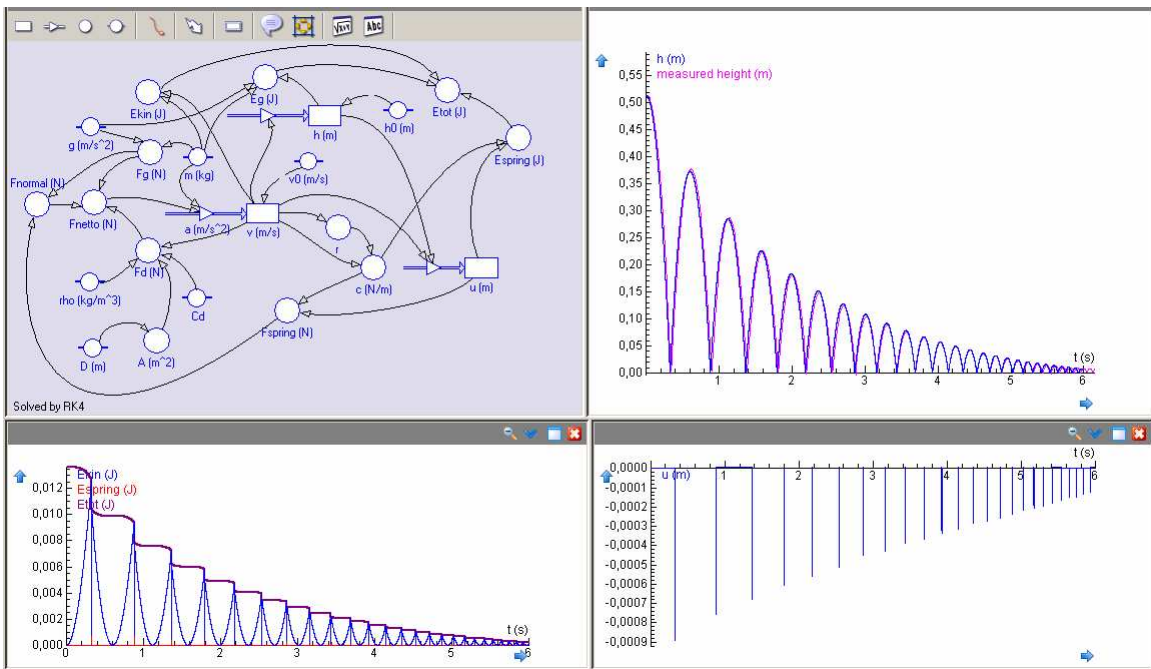 √x+y
Abc
Ekin (J)
Eg (J)
Etot (J)
g (m/s^2)
h (m)
h0 (m)
Espring (J)
Fg (N)
m (kg)
v0 (m/s)
Fnormal (N)
Fnetto (N)
a (m/s^2)
v (m/s)
r
Fd (N)
rho (kg/m^3)
Cd
c (N/m)
u (m)
Fspring (N)
D (m)
A (m^2)
Solved by RK4
h (m)
measured height (m)
0,55
0,50
0,45
0,40
0,35
0,30
0,25
0,20
0,15
0,10
0,05
0,00
t (s)
1 2 3 4 5 6
Ekin (J)
Espring (J)
Etot (J)
0,012
0,010
0,008
0,006
0,004
0,002
0,000
t (s)
0 1 2 3 4 5 6
t (s)
u (m)
1 2 3 4 5 6
0,0000
-0,0001
-0,0002
-0,0003
-0,0004
-0,0005
-0,0006
-0,0007
-0,0008
-0,0009